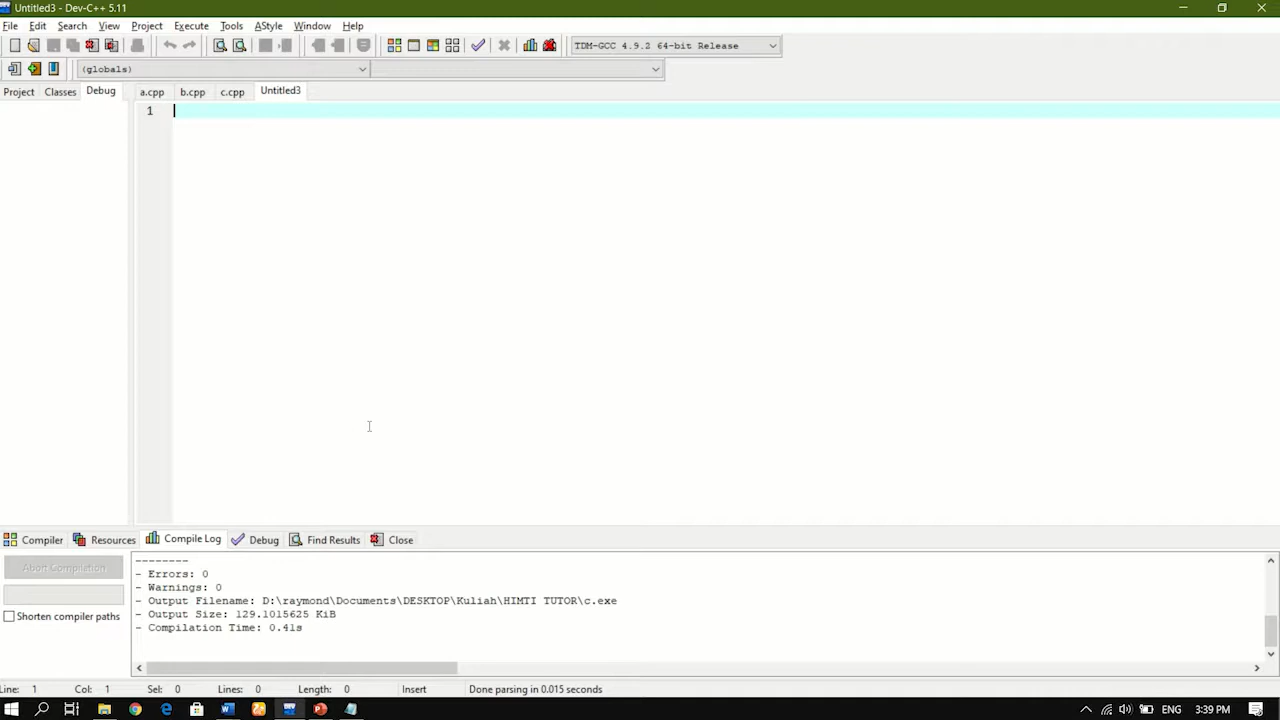 Untitled3 - Dev-C++ 5.11
File Edit Search View Project Execute Tools AStyle Window Help
TDM-GCC 4.9.2 64-bit Release
(globals)
Project Classes Debug a.cpp b.cpp c.cpp Untitled3
1
Compiler Resources Compile Log Debug Find Results Close
Abort Compilation
Shorten compiler paths
--------
- Errors: 0
- Warnings: 0
- Output Filename: D:\raymond\Documents\DESKTOP\Kuliah\HIMTI TUTOR\c.exe
- Output Size: 129.1015625 KiB
- Compilation Time: 0.41s
Line: 1 Col: 1 Sel: 0 Lines: 0 Length: 0 Insert Done parsing in 0.015 seconds
ENG 3:39 PM